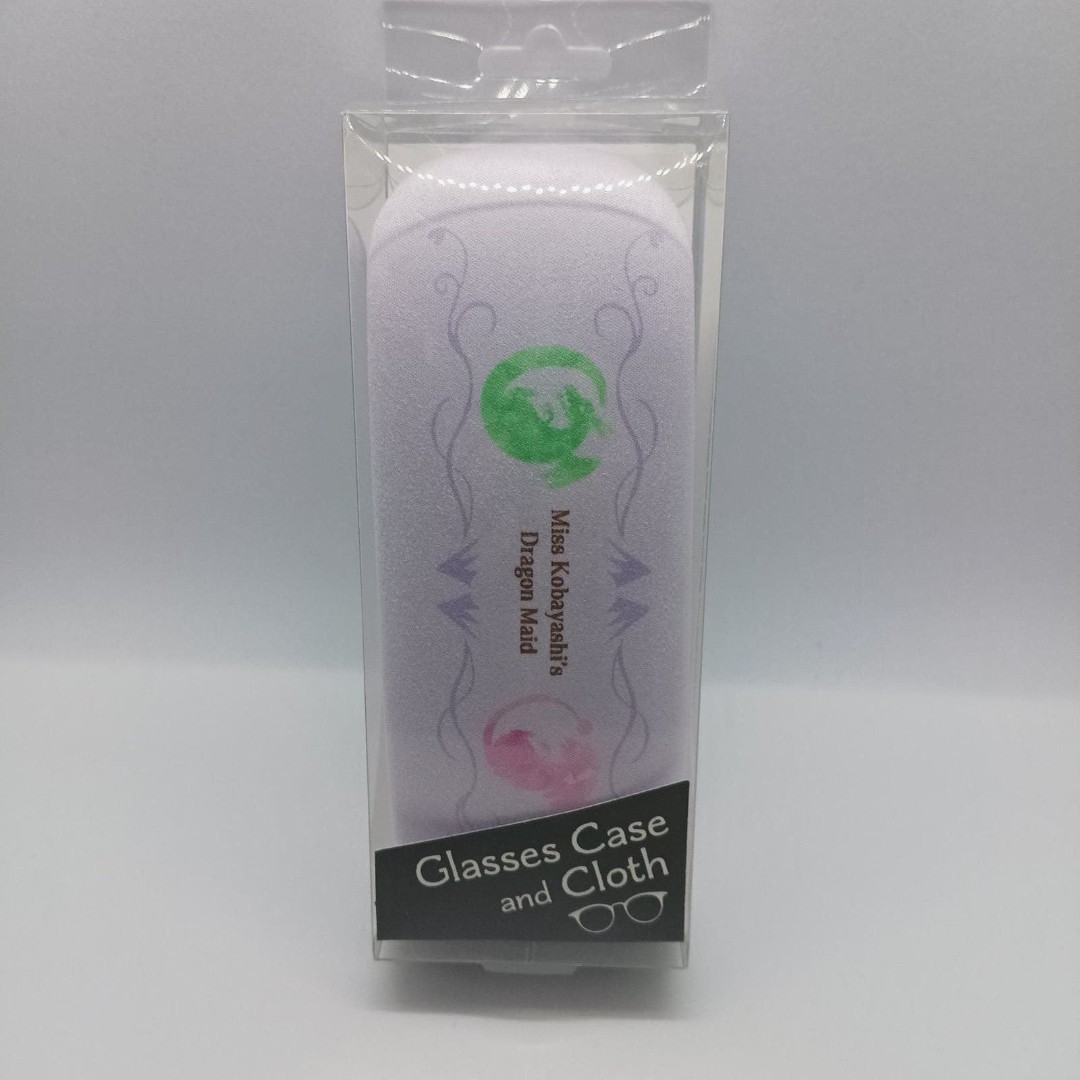 Miss Kobayashi's
Dragon Maid
Glasses Case
and Cloth